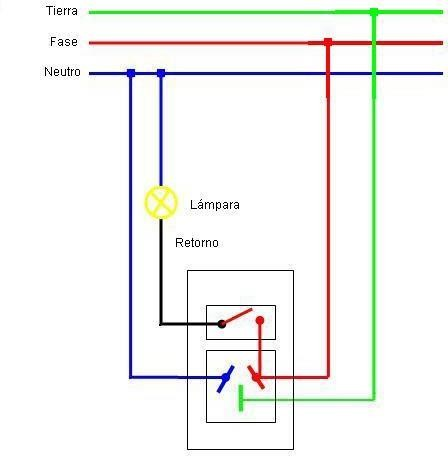 Tierra
Fase
Neutro
Lámpara
Retorno